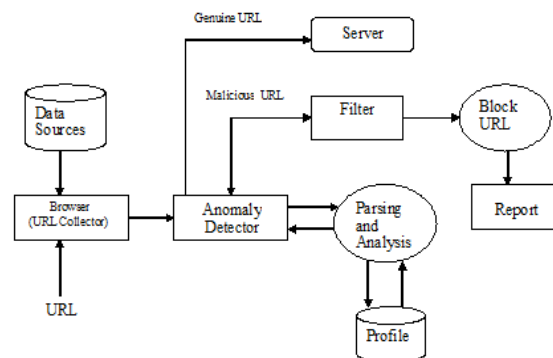 Genuine URL
Server
Malicious URL
Filter
Block
URL
Data
Sources
Browser
(URL Collector)
Anomaly
Detector
Parsing
and
Analysis
Report
URL
Profile